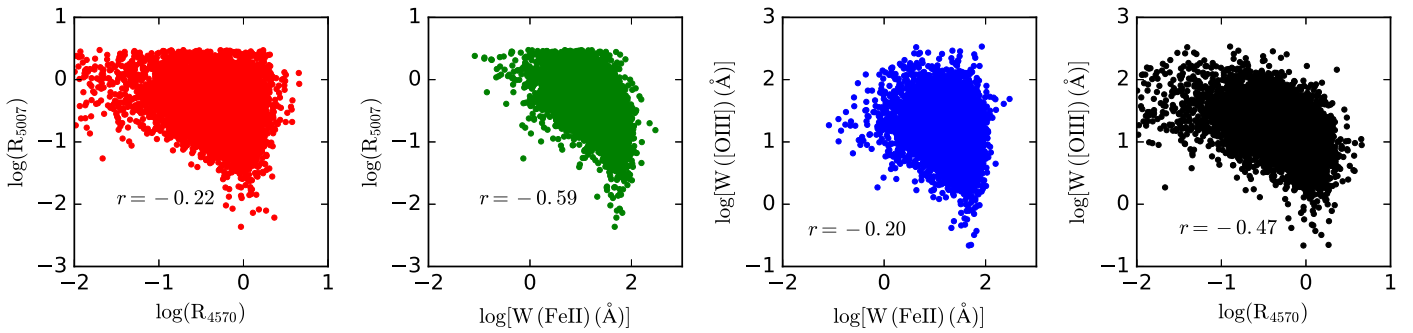 1
0
−1
−2
−3
log(R5007)
r = −0.22
−2 −1 0 1
log(R4570)
1
0
−1
−2
−3
log(R5007)
r = −0.59
−2 0 2
log[W (FeII) (Å)]
3
2
1
0
−1
log[W ([OIII) (Å)]
r = −0.20
−2 0 2
log[W (FeII) (Å)]
3
2
1
0
−1
log[W ([OIII) (Å)]
r = −0.47
−2 −1 0 1
log(R4570)